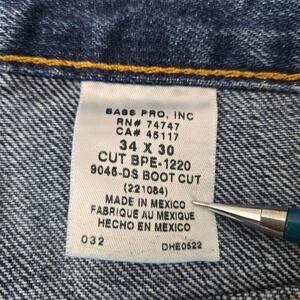 BASS PRO, INC
RN# 74747
CA# 45117
34 X 30
CUT BPE-1220
9045-DS BOOT CUT
(221084)
MADE IN MEXICO
FABRIQUE AU MEXIQUE
HECHO EN MEXICO
032 DHE0522